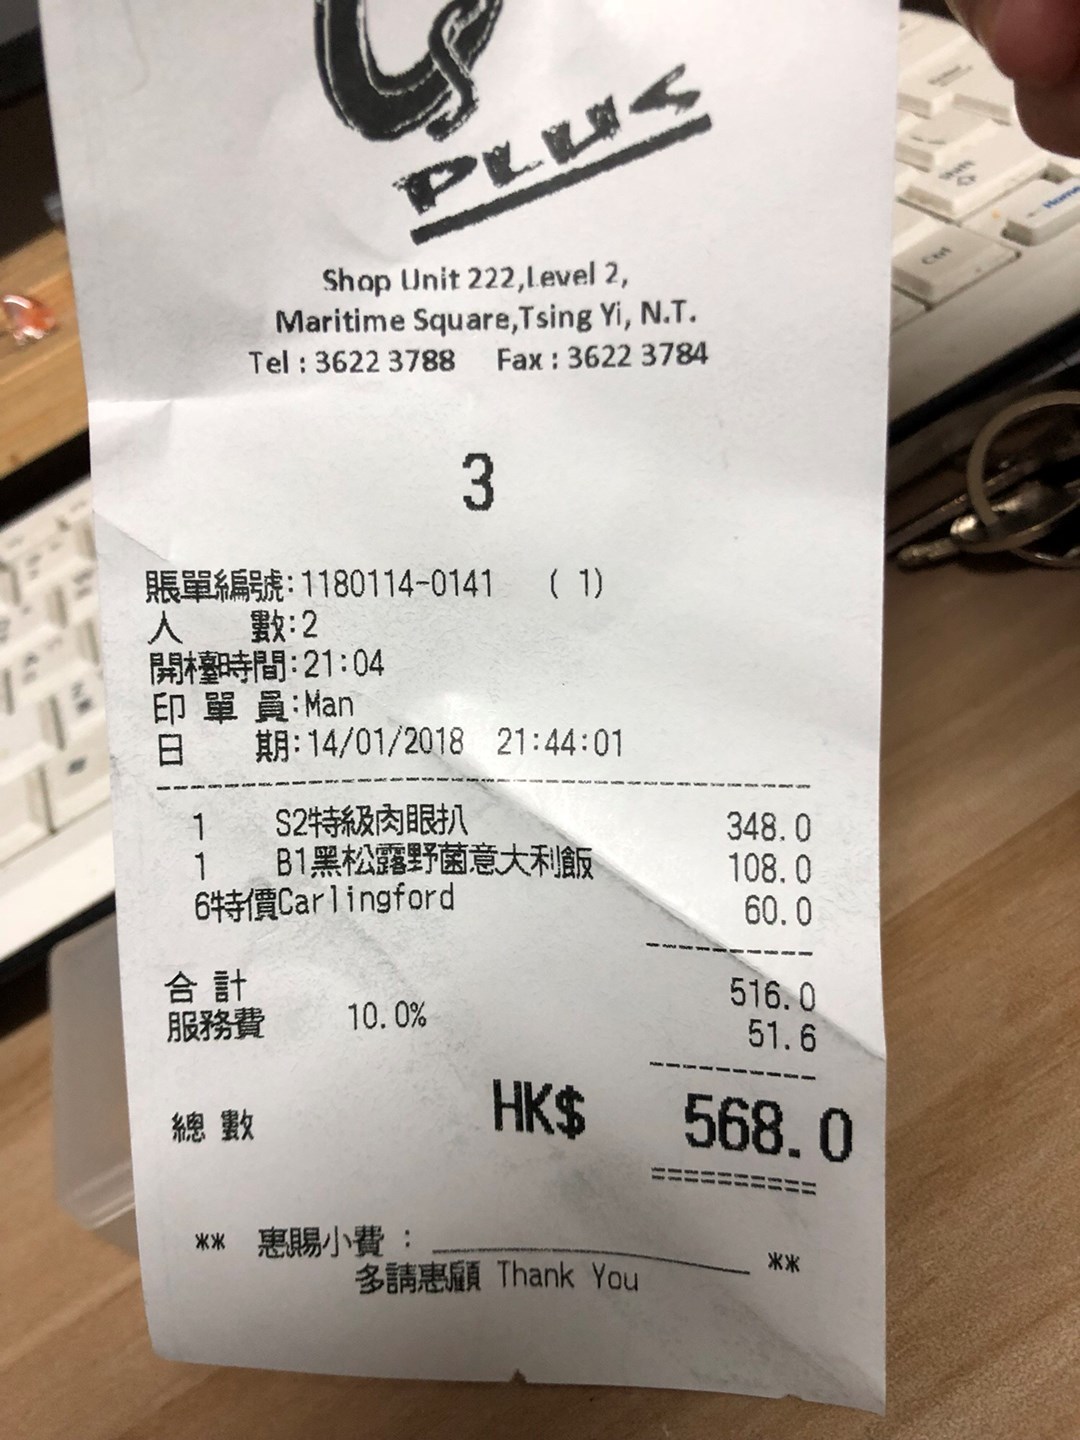 PLUS
Shop Unit 222,Level 2,
Maritime Square,Tsing Yi, N.T.
Tel : 3622 3788 Fax : 3622 3784
3
賬單編號:1180114-0141 ( 1)
人 數:2
開檯時間:21:04
印 單 員:Man
日 期:14/01/2018 21:44:01
1 S2特級肉眼扒 348.0
1 B1黑松露野菌意大利飯 108.0
6特價Carlingford 60.0
合 計 516.0
服務費 10.0% 51.6
總 數 HK$ 568.0
** 惠賜小費 : **
多請惠顧 Thank You
Shift
Home
Ctrl